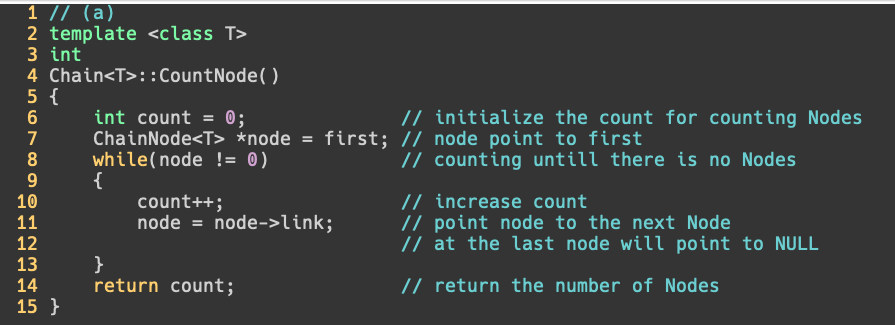 1 // (a)
2 template <class T>
3 int
4 Chain<T>::CountNode()
5 {
6     int count = 0;              // initialize the count for counting Nodes
7     ChainNode<T> *node = first; // node point to first
8     while(node != 0)            // counting untill there is no Nodes
9     {
10         count++;                // increase count
11         node = node->link;      // point node to the next Node
12                                 // at the last node will point to NULL
13     }
14     return count;               // return the number of Nodes
15 }